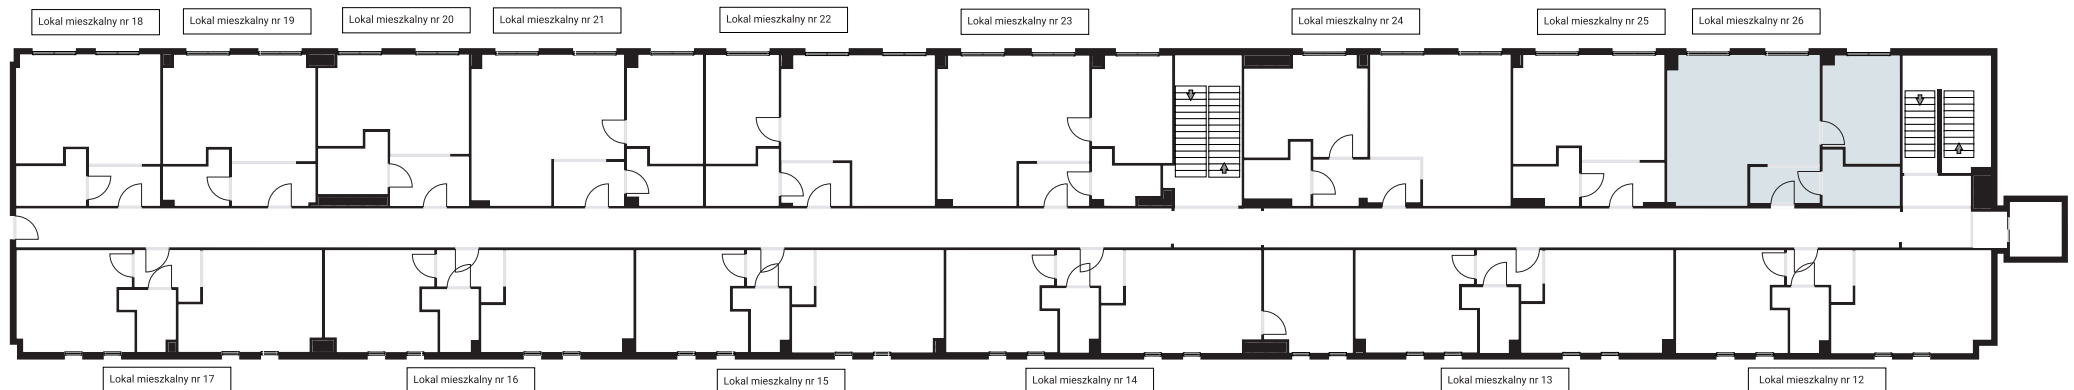 Lokal mieszkalny nr 18
Lokal mieszkalny nr 19
Lokal mieszkalny nr 20
Lokal mieszkalny nr 21
Lokal mieszkalny nr 22
Lokal mieszkalny nr 23
Lokal mieszkalny nr 24
Lokal mieszkalny nr 25
Lokal mieszkalny nr 26
Lokal mieszkalny nr 17
Lokal mieszkalny nr 16
Lokal mieszkalny nr 15
Lokal mieszkalny nr 14
Lokal mieszkalny nr 13
Lokal mieszkalny nr 12